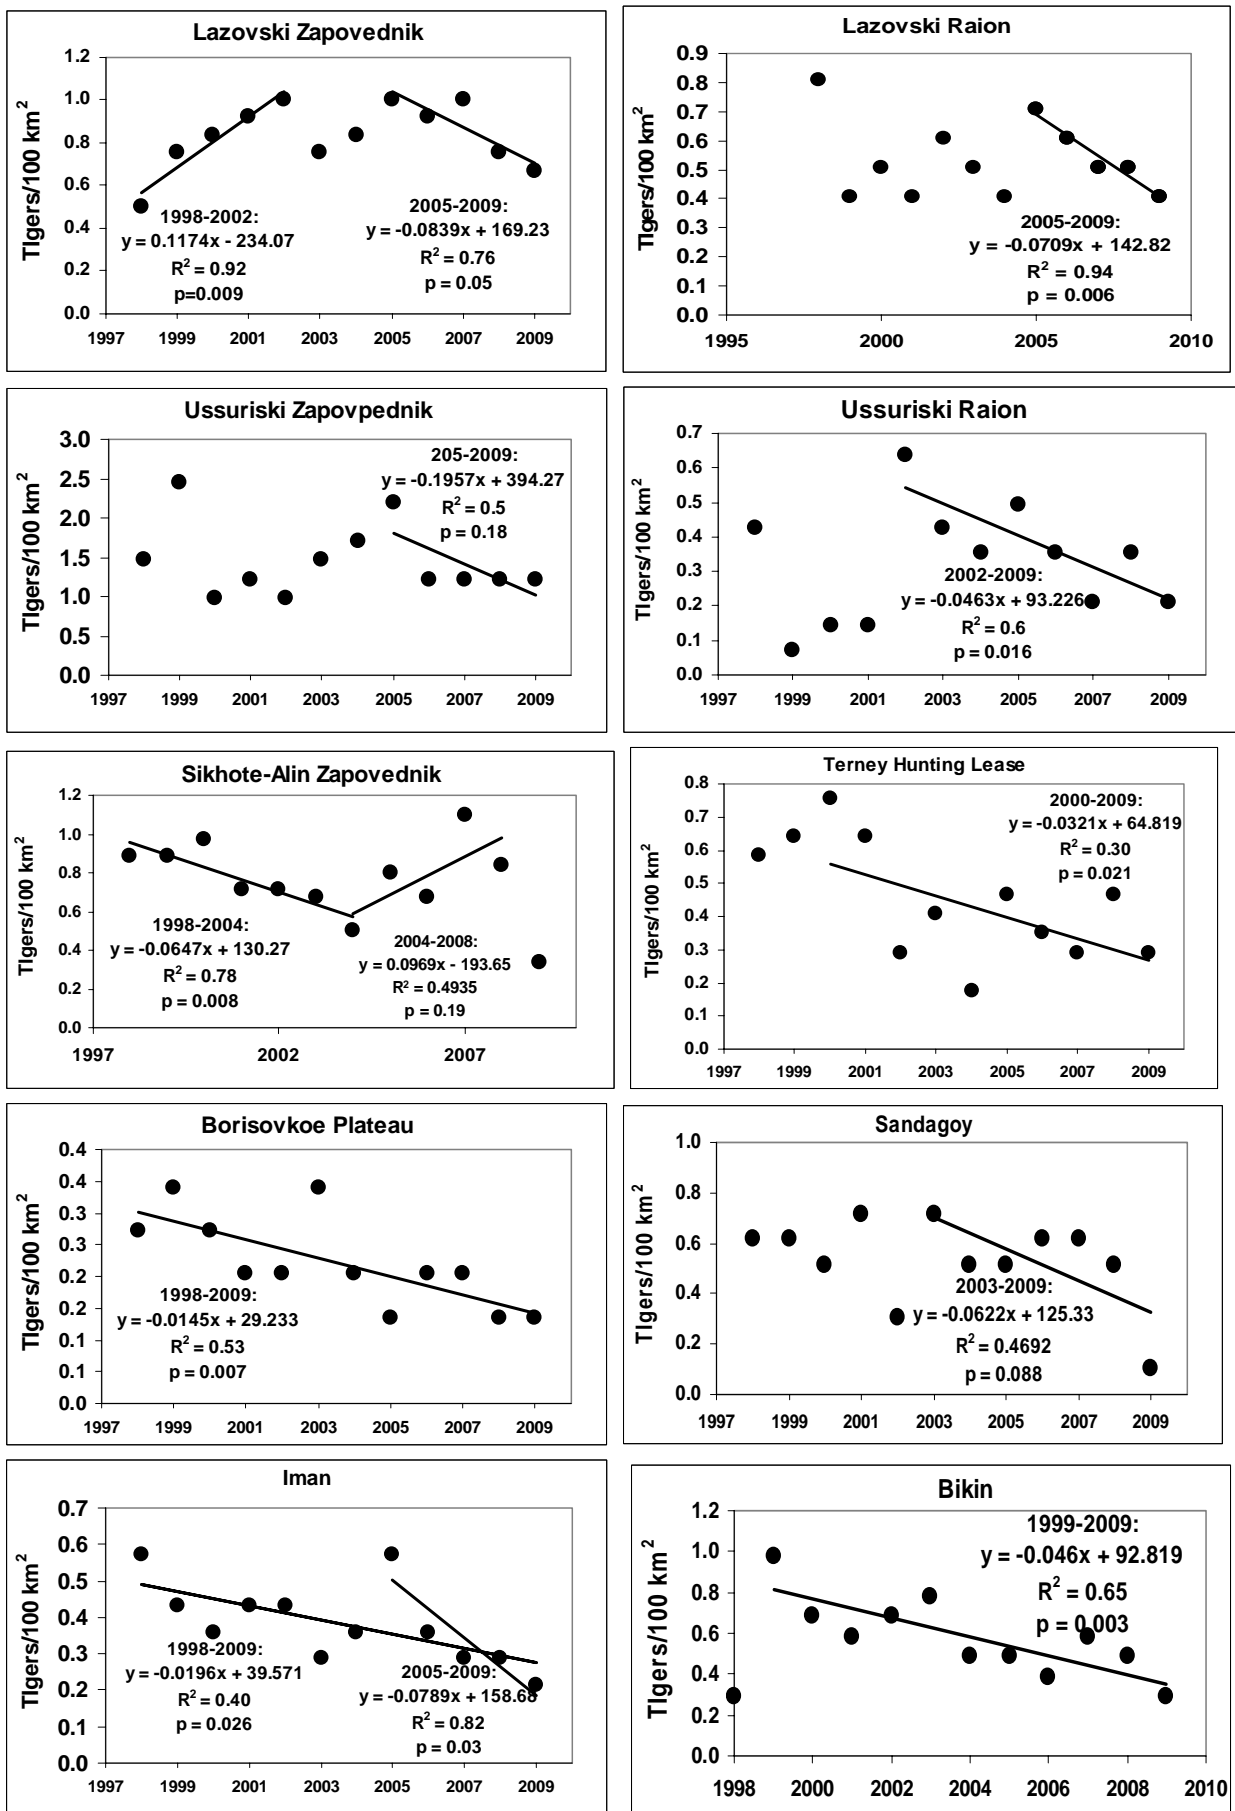 Lazovski Zapovednik
TIgers/100 km²
1.2
1.0
0.8
0.6
0.4
0.2
0.0
1998-2002:
y = 0.1174x - 234.07
R² = 0.92
p=0.009
2005-2009:
y = -0.0839x + 169.23
R² = 0.76
p = 0.05
1997 1999 2001 2003 2005 2007 2009
Lazovski Raion
TIgers/100 km²
0.9
0.8
0.7
0.6
0.5
0.4
0.3
0.2
0.1
0.0
2005-2009:
y = -0.0709x + 142.82
R² = 0.94
p = 0.006
1995 2000 2005 2010
Ussuriski Zapovpednik
TIgers/100 km²
3.0
2.5
2.0
1.5
1.0
0.5
0.0
205-2009:
y = -0.1957x + 394.27
R² = 0.5
p = 0.18
1997 1999 2001 2003 2005 2007 2009
Ussuriski Raion
TIgers/100 km²
0.7
0.6
0.5
0.4
0.3
0.2
0.1
0.0
2002-2009:
y = -0.0463x + 93.226
R² = 0.6
p = 0.016
1997 1999 2001 2003 2005 2007 2009
Sikhote-Alin Zapovednik
TIgers/100 km²
1.2
1.0
0.8
0.6
0.4
0.2
0.0
1998-2004:
y = -0.0647x + 130.27
R² = 0.78
p = 0.008
2004-2008:
y = 0.0969x - 193.65
R² = 0.4935
p = 0.19
1997 2002 2007
Terney Hunting Lease
TIgers/100 km²
0.8
0.7
0.6
0.5
0.4
0.3
0.2
0.1
0.0
2000-2009:
y = -0.0321x + 64.819
R² = 0.30
p = 0.021
1997 1999 2001 2003 2005 2007 2009
Borisovkoe Plateau
TIgers/100 km²
0.4
0.4
0.3
0.3
0.2
0.2
0.1
0.1
0.0
1998-2009:
y = -0.0145x + 29.233
R² = 0.53
p = 0.007
1997 1999 2001 2003 2005 2007 2009
Sandagoy
TIgers/100 km²
1.0
0.8
0.6
0.4
0.2
0.0
2003-2009:
y = -0.0622x + 125.33
R² = 0.4692
p = 0.088
1997 1999 2001 2003 2005 2007 2009
Iman
TIgers/100 km²
0.7
0.6
0.5
0.4
0.3
0.2
0.1
0.0
1998-2009:
y = -0.0196x + 39.571
R² = 0.40
p = 0.026
2005-2009:
y = -0.0789x + 158.68
R² = 0.82
p = 0.03
1997 1999 2001 2003 2005 2007 2009
Bikin
TIgers/100 km²
1.2
1.0
0.8
0.6
0.4
0.2
0.0
1999-2009:
y = -0.046x + 92.819
R² = 0.65
p = 0.003
1998 2000 2002 2004 2006 2008 2010